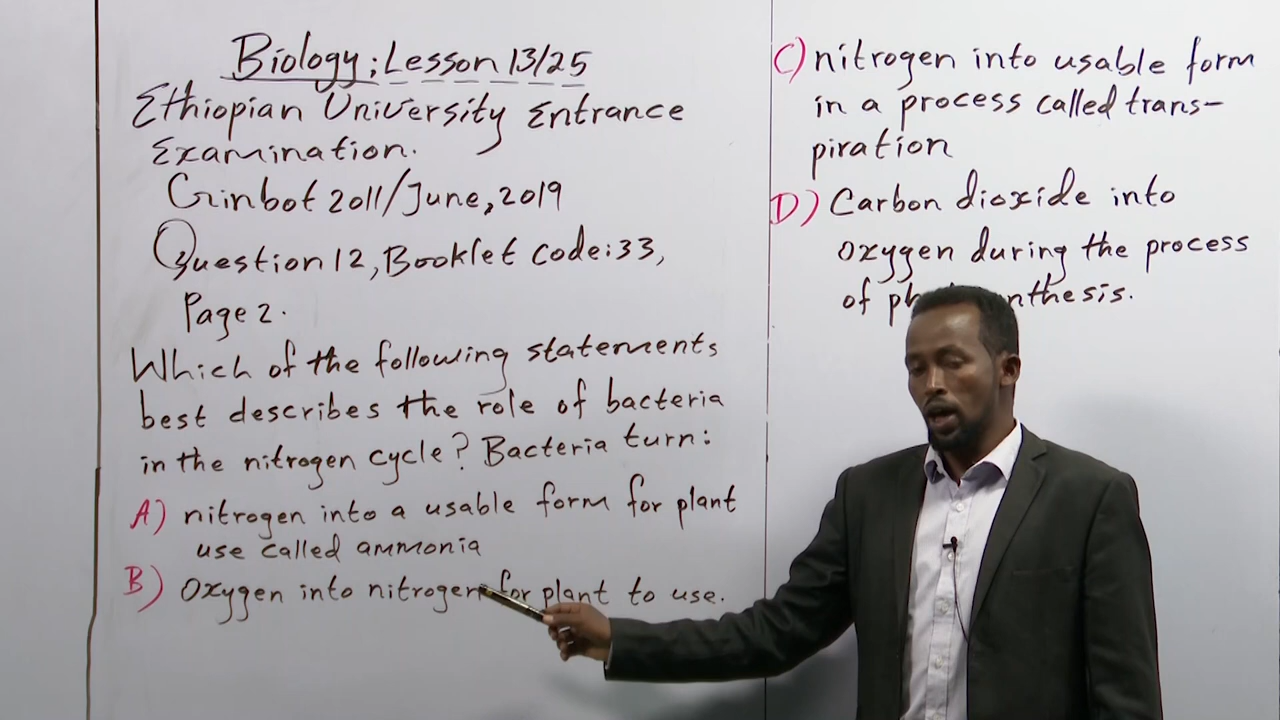 Biology; Lesson 13/25
Ethiopian University Entrance
Examination.
Ginbot 2011/June, 2019
Question 12, Booklet code: 33,
Page 2.
Which of the following statements
best describes the role of bacteria
in the nitrogen cycle? Bacteria turn:
A) nitrogen into a usable form for plant
use called ammonia
B) Oxygen into nitrogen for plant to use.
C) nitrogen into usable form
in a process called trans-
piration
D) Carbon dioxide into
oxygen during the process
of